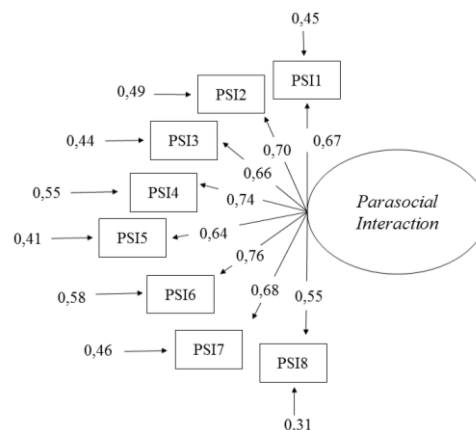 0,45
PSI1
0,49
PSI2
0,67
0,44
PSI3
0,70
0,66
0,55
PSI4
0,74
Parasocial
Interaction
0,41
PSI5
0,64
0,76
0,58
PSI6
0,68
0,55
0,46
PSI7
PSI8
0,31